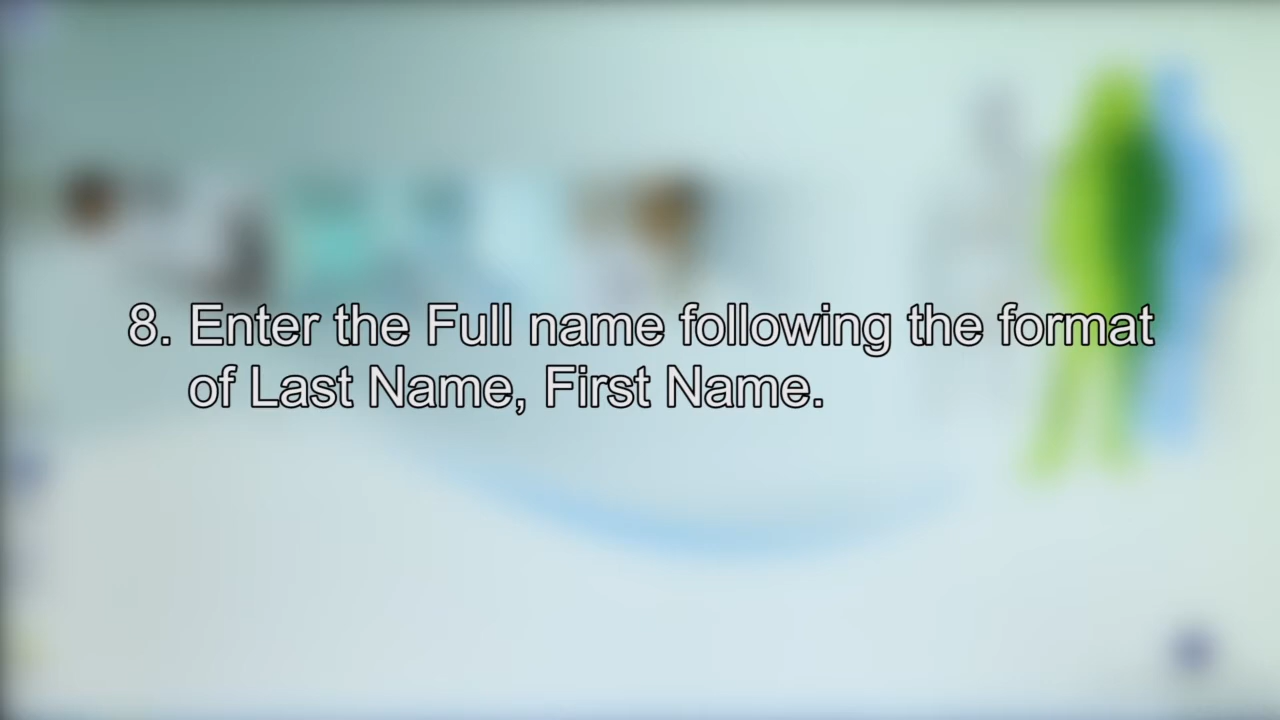 8. Enter the Full name following the format
of Last Name, First Name.